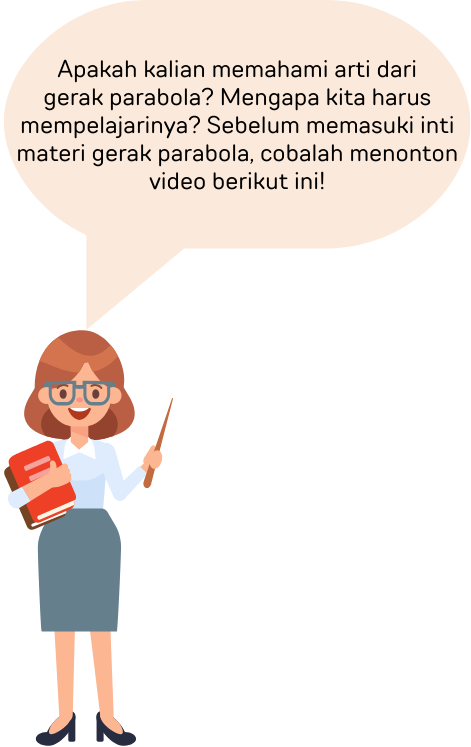 Apakah kalian memahami arti dari
gerak parabola? Mengapa kita harus
mempelajarinya? Sebelum memasuki inti
materi gerak parabola, cobalah menonton
video berikut ini!